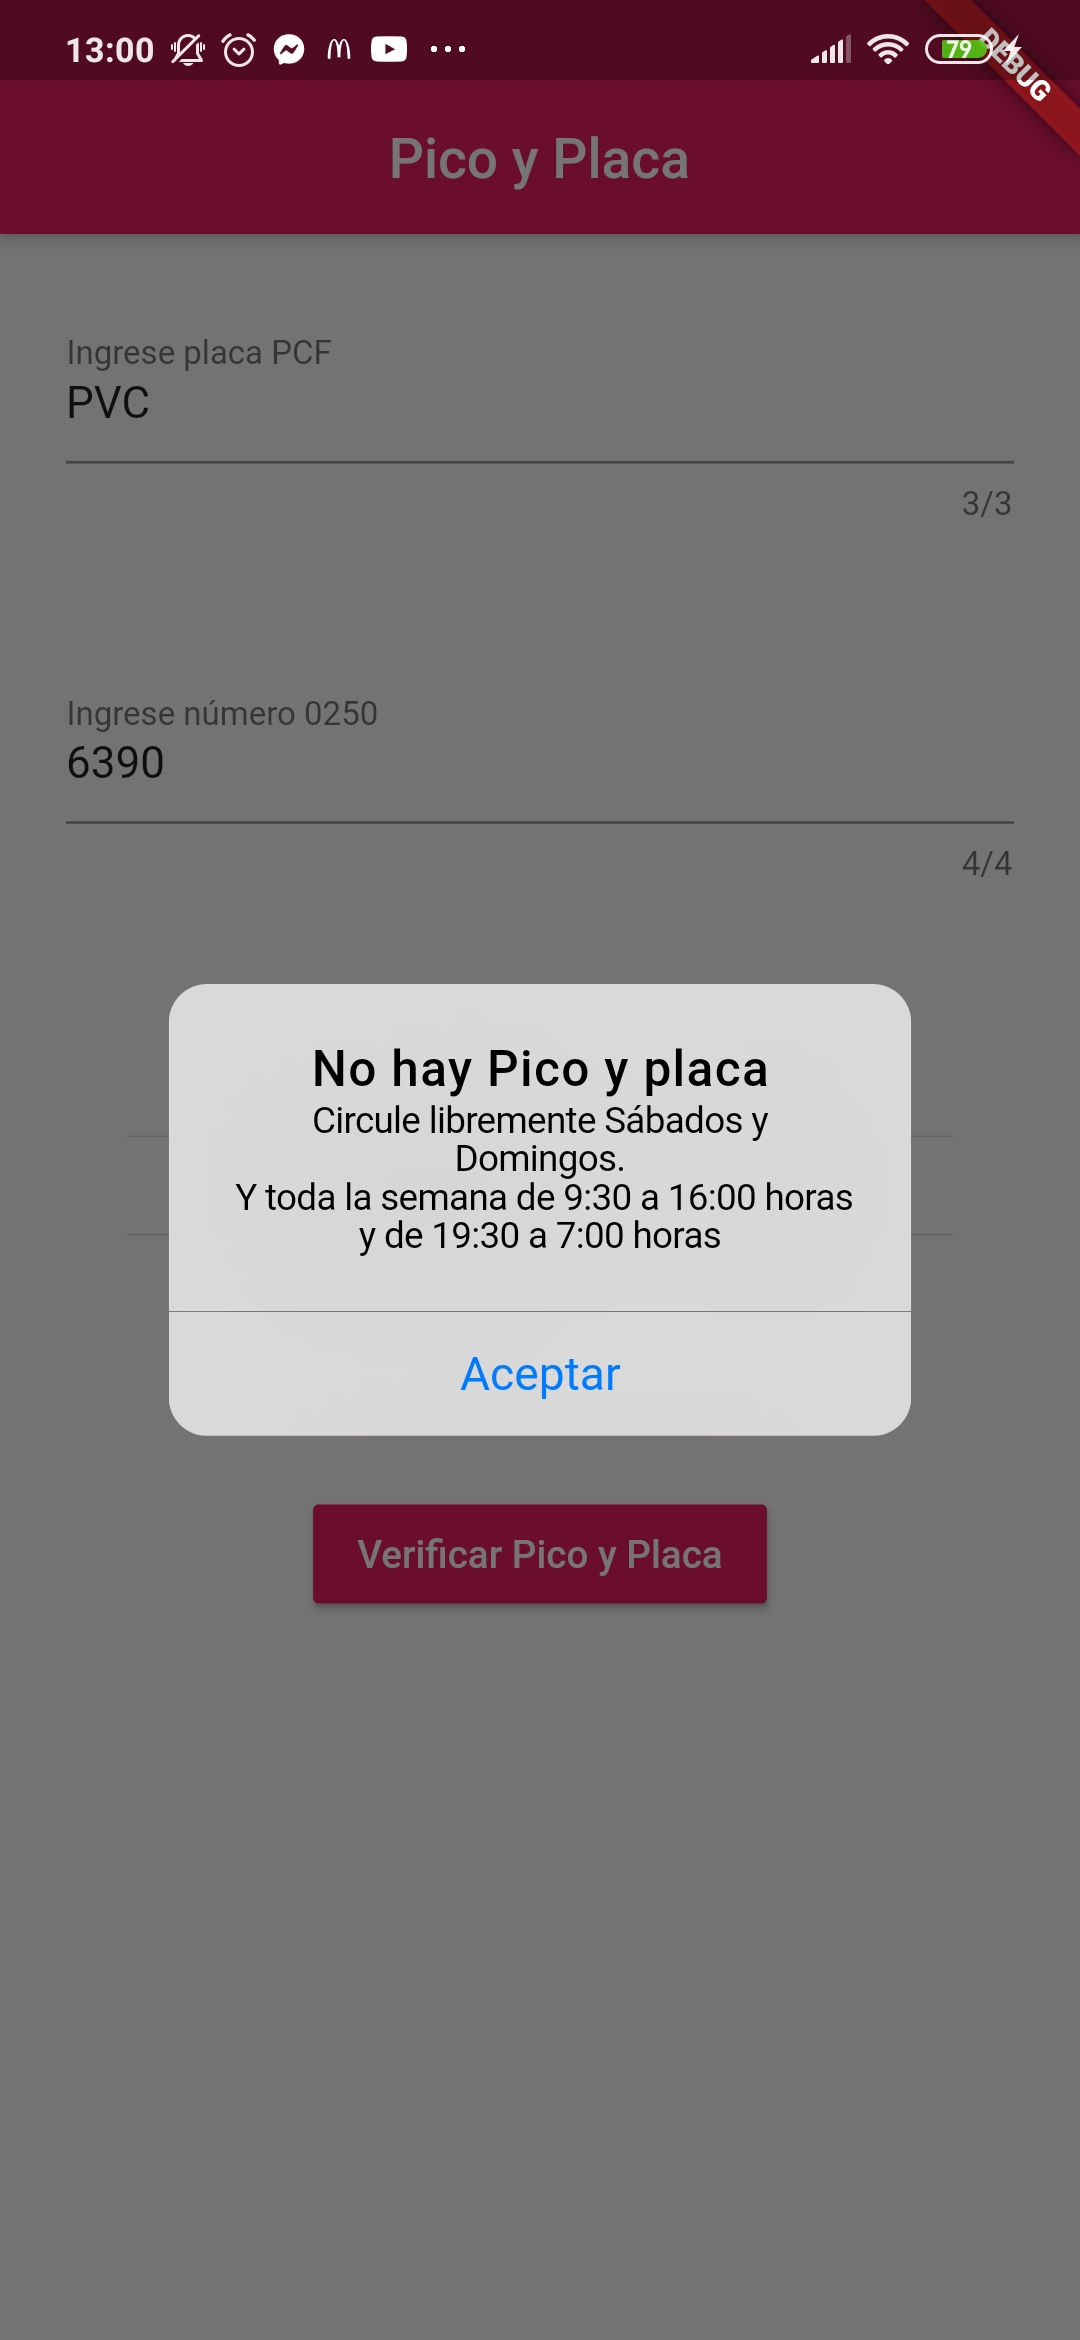 13:00
79
DEBUG
Pico y Placa
Ingrese placa PCF
PVC
3/3
Ingrese número 0250
6390
4/4
No hay Pico y placa
Circule libremente Sábados y
Domingos.
Y toda la semana de 9:30 a 16:00 horas
y de 19:30 a 7:00 horas
Aceptar
Verificar Pico y Placa